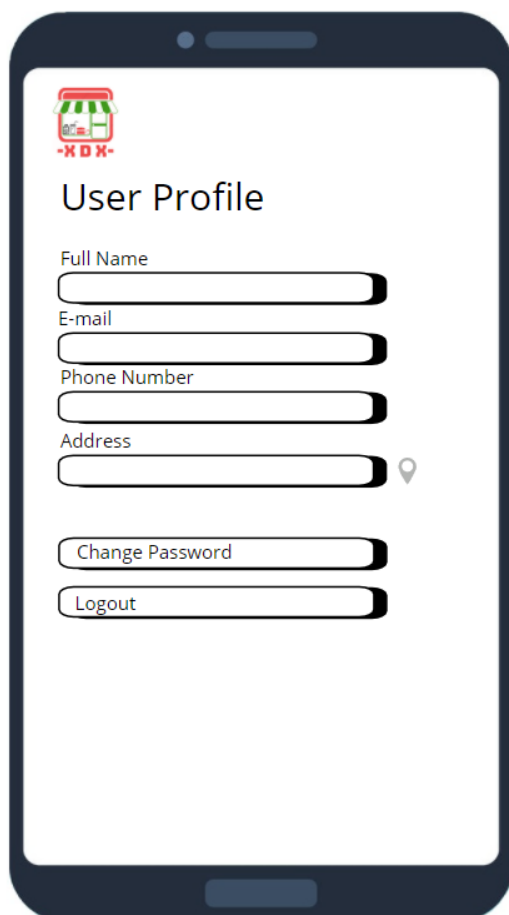 -XDX-
User Profile
Full Name
E-mail
Phone Number
Address
Change Password
Logout